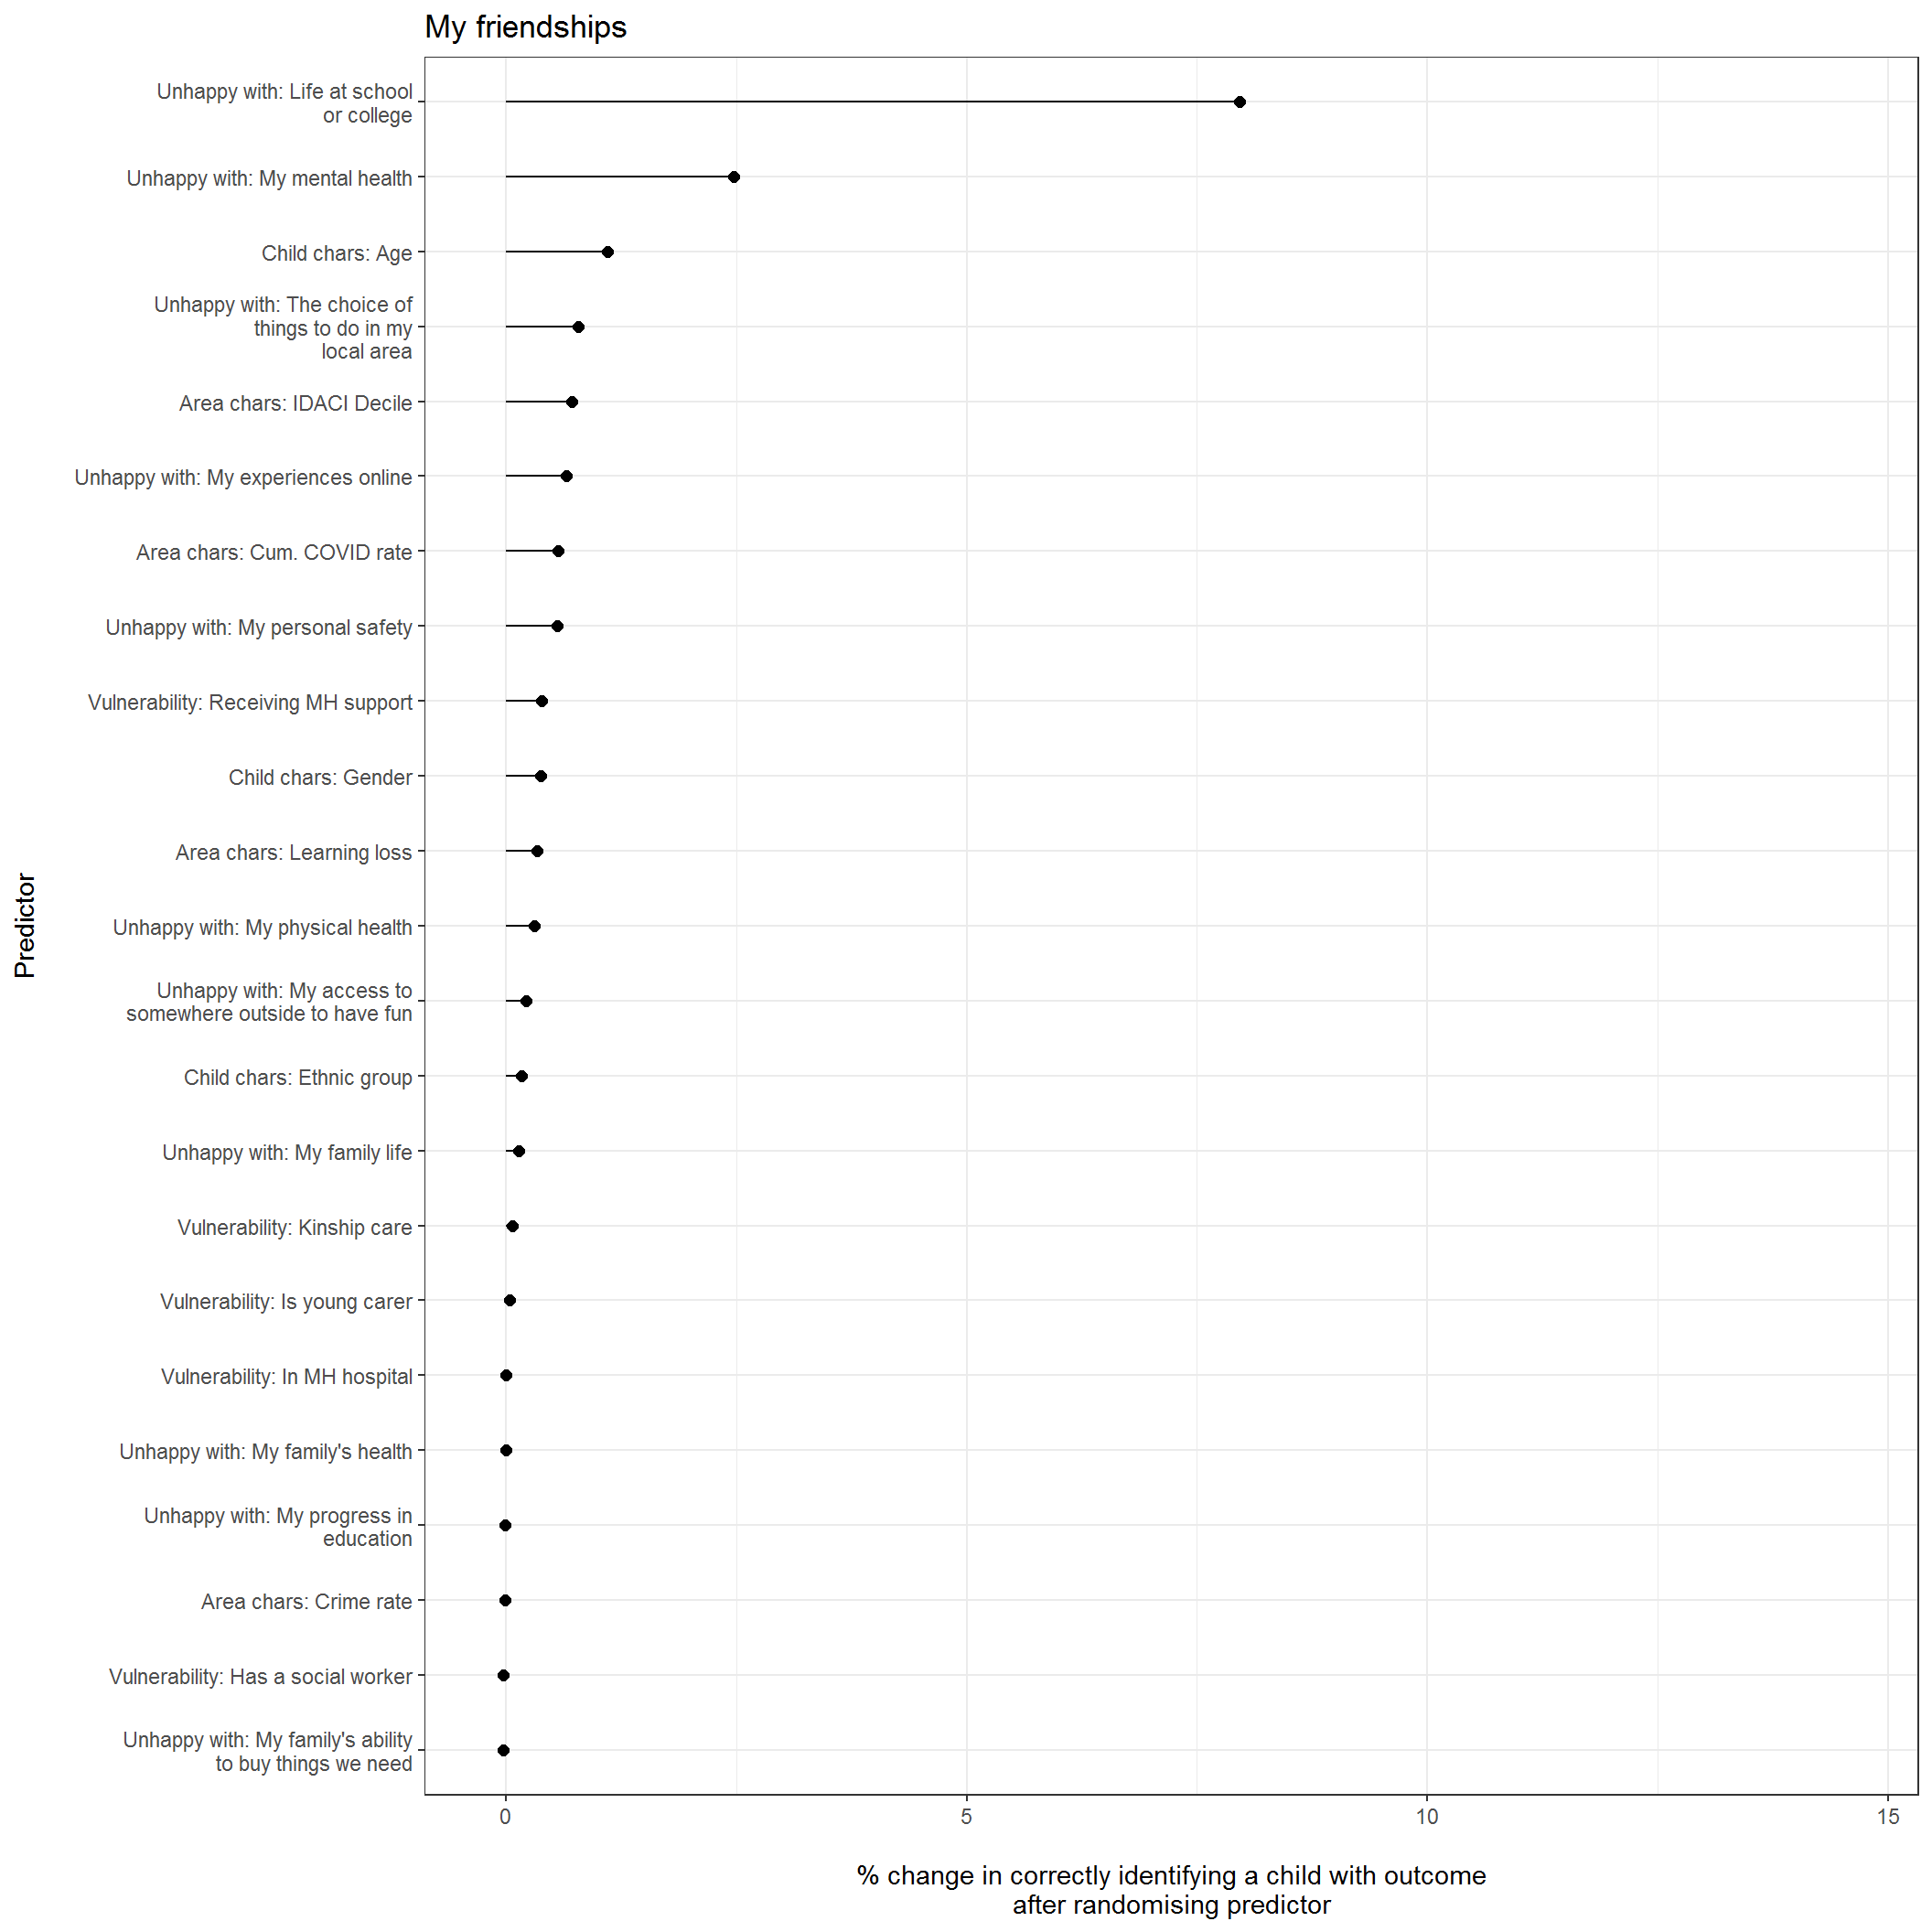 My friendships
Unhappy with: Life at school
or college
Unhappy with: My mental health
Child chars: Age
Unhappy with: The choice of
things to do in my
local area
Area chars: IDACI Decile
Unhappy with: My experiences online
Area chars: Cum. COVID rate
Unhappy with: My personal safety
Vulnerability: Receiving MH support
Child chars: Gender
Area chars: Learning loss
Unhappy with: My physical health
Unhappy with: My access to
somewhere outside to have fun
Child chars: Ethnic group
Unhappy with: My family life
Vulnerability: Kinship care
Vulnerability: Is young carer
Vulnerability: In MH hospital
Unhappy with: My family's health
Unhappy with: My progress in
education
Area chars: Crime rate
Vulnerability: Has a social worker
Unhappy with: My family's ability
to buy things we need
Predictor
0 5 10 15
% change in correctly identifying a child with outcome
after randomising predictor